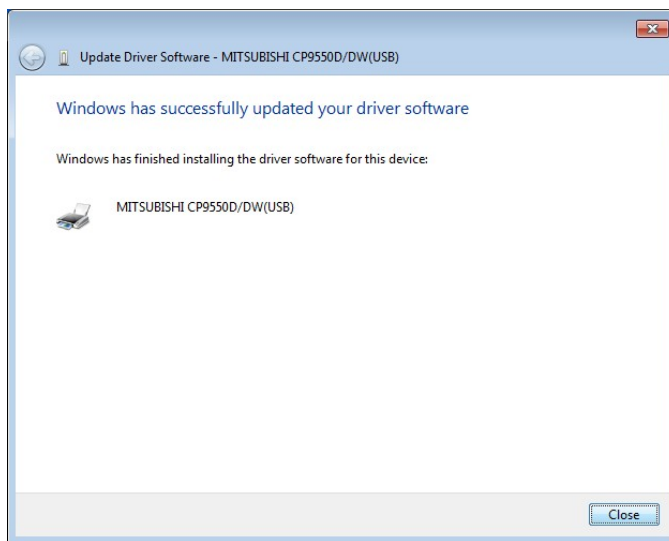 Update Driver Software - MITSUBISHI CP9550D/DW(USB)
Windows has successfully updated your driver software
Windows has finished installing the driver software for this device:
MITSUBISHI CP9550D/DW(USB)
Close